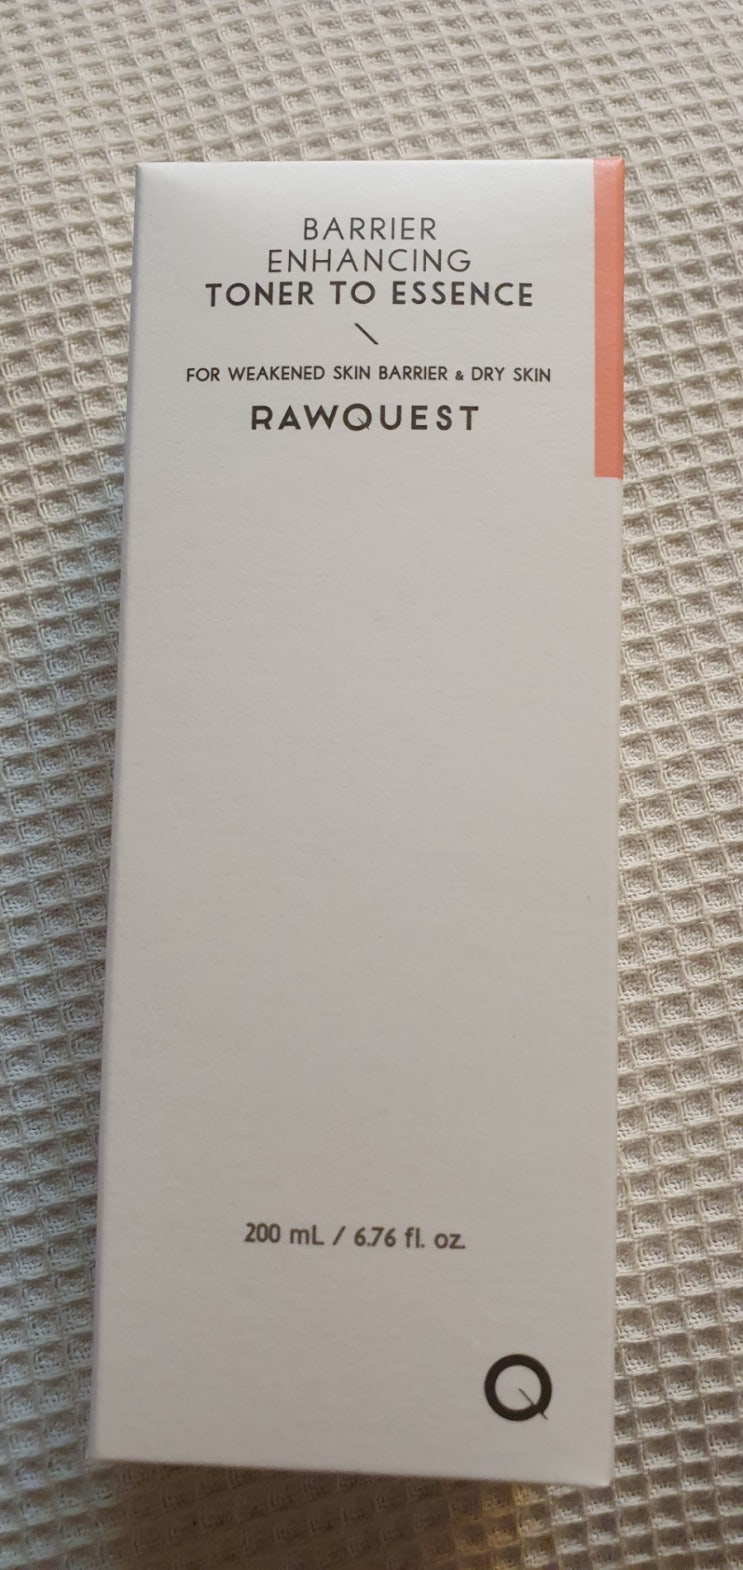 BARRIER
ENHANCING
TONER TO ESSENCE
\
FOR WEAKENED SKIN BARRIER & DRY SKIN
RAWQUEST
200 mL / 6.76 fl. oz.
Q